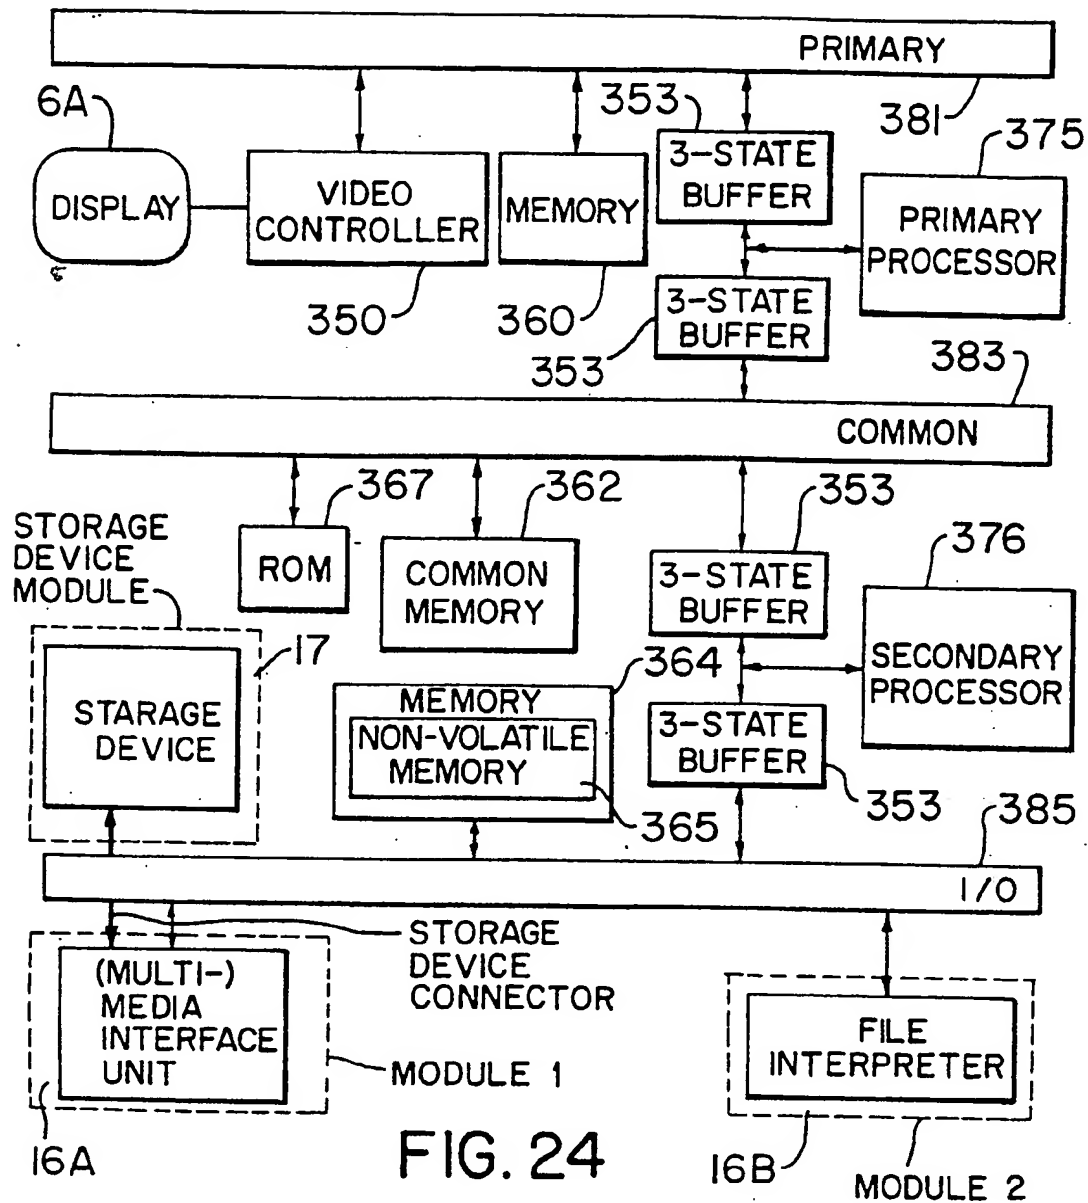 PRIMARY
381
6A
DISPLAY
VIDEO
CONTROLLER
350
MEMORY
360
353
3-STATE
BUFFER
375
PRIMARY
PROCESSOR
3-STATE
BUFFER
353
383
COMMON
367
ROM
362
COMMON
MEMORY
353
3-STATE
BUFFER
376
SECONDARY
PROCESSOR
STORAGE
DEVICE
MODULE
17
STARAGE
DEVICE
364
MEMORY
NON-VOLATILE
MEMORY
365
3-STATE
BUFFER
353
385
I/O
STORAGE
DEVICE
CONNECTOR
(MULTI-)
MEDIA
INTERFACE
UNIT
MODULE 1
16A
FILE
INTERPRETER
16B
MODULE 2
FIG. 24